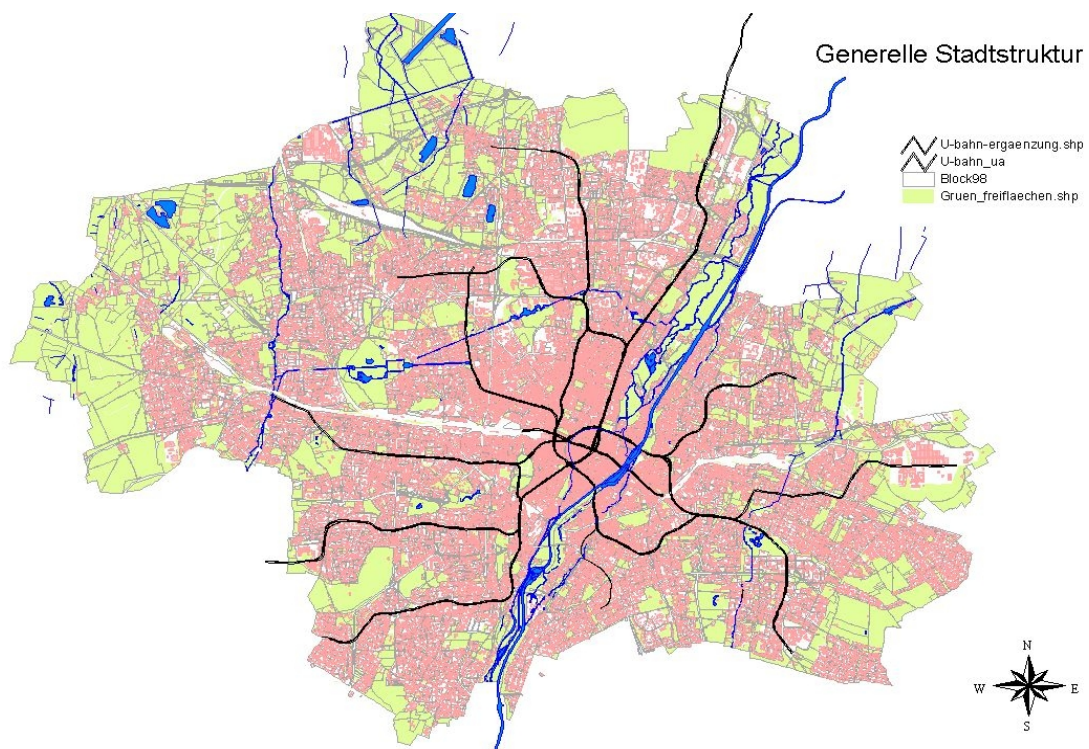 Generelle Stadtstruktur
U-bahn-ergaenzung.shp
U-bahn_ua
Block98
Gruen_freiflaechen.shp
N
W E
S